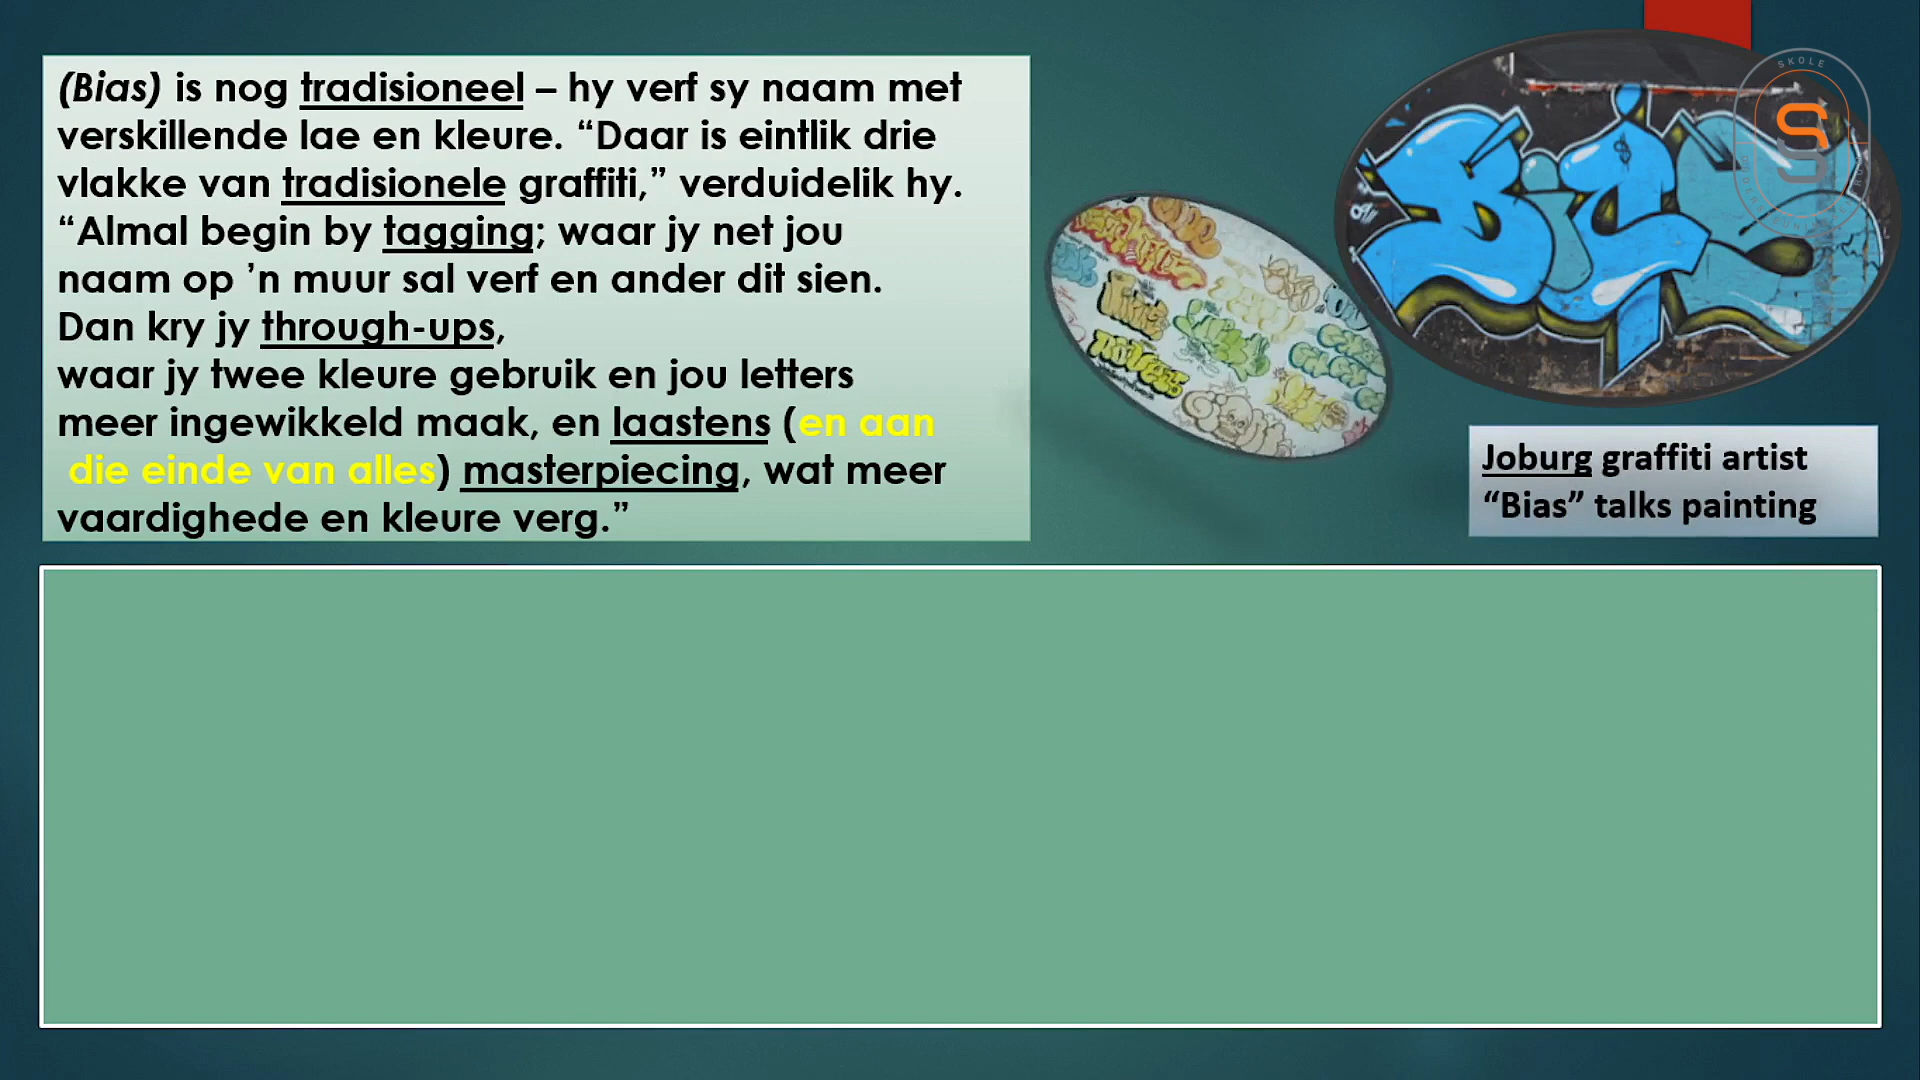 (Bias) is nog tradisioneel – hy verf sy naam met
verskillende lae en kleure. “Daar is eintlik drie
vlakke van tradisionele graffiti,” verduidelik hy.
“Almal begin by tagging; waar jy net jou
naam op ’n muur sal verf en ander dit sien.
Dan kry jy through-ups,
waar jy twee kleure gebruik en jou letters
meer ingewikkeld maak, en laastens (en aan
die einde van alles) masterpiecing, wat meer
vaardighede en kleure verg.”
SKOLE
Joburg graffiti artist
“Bias” talks painting